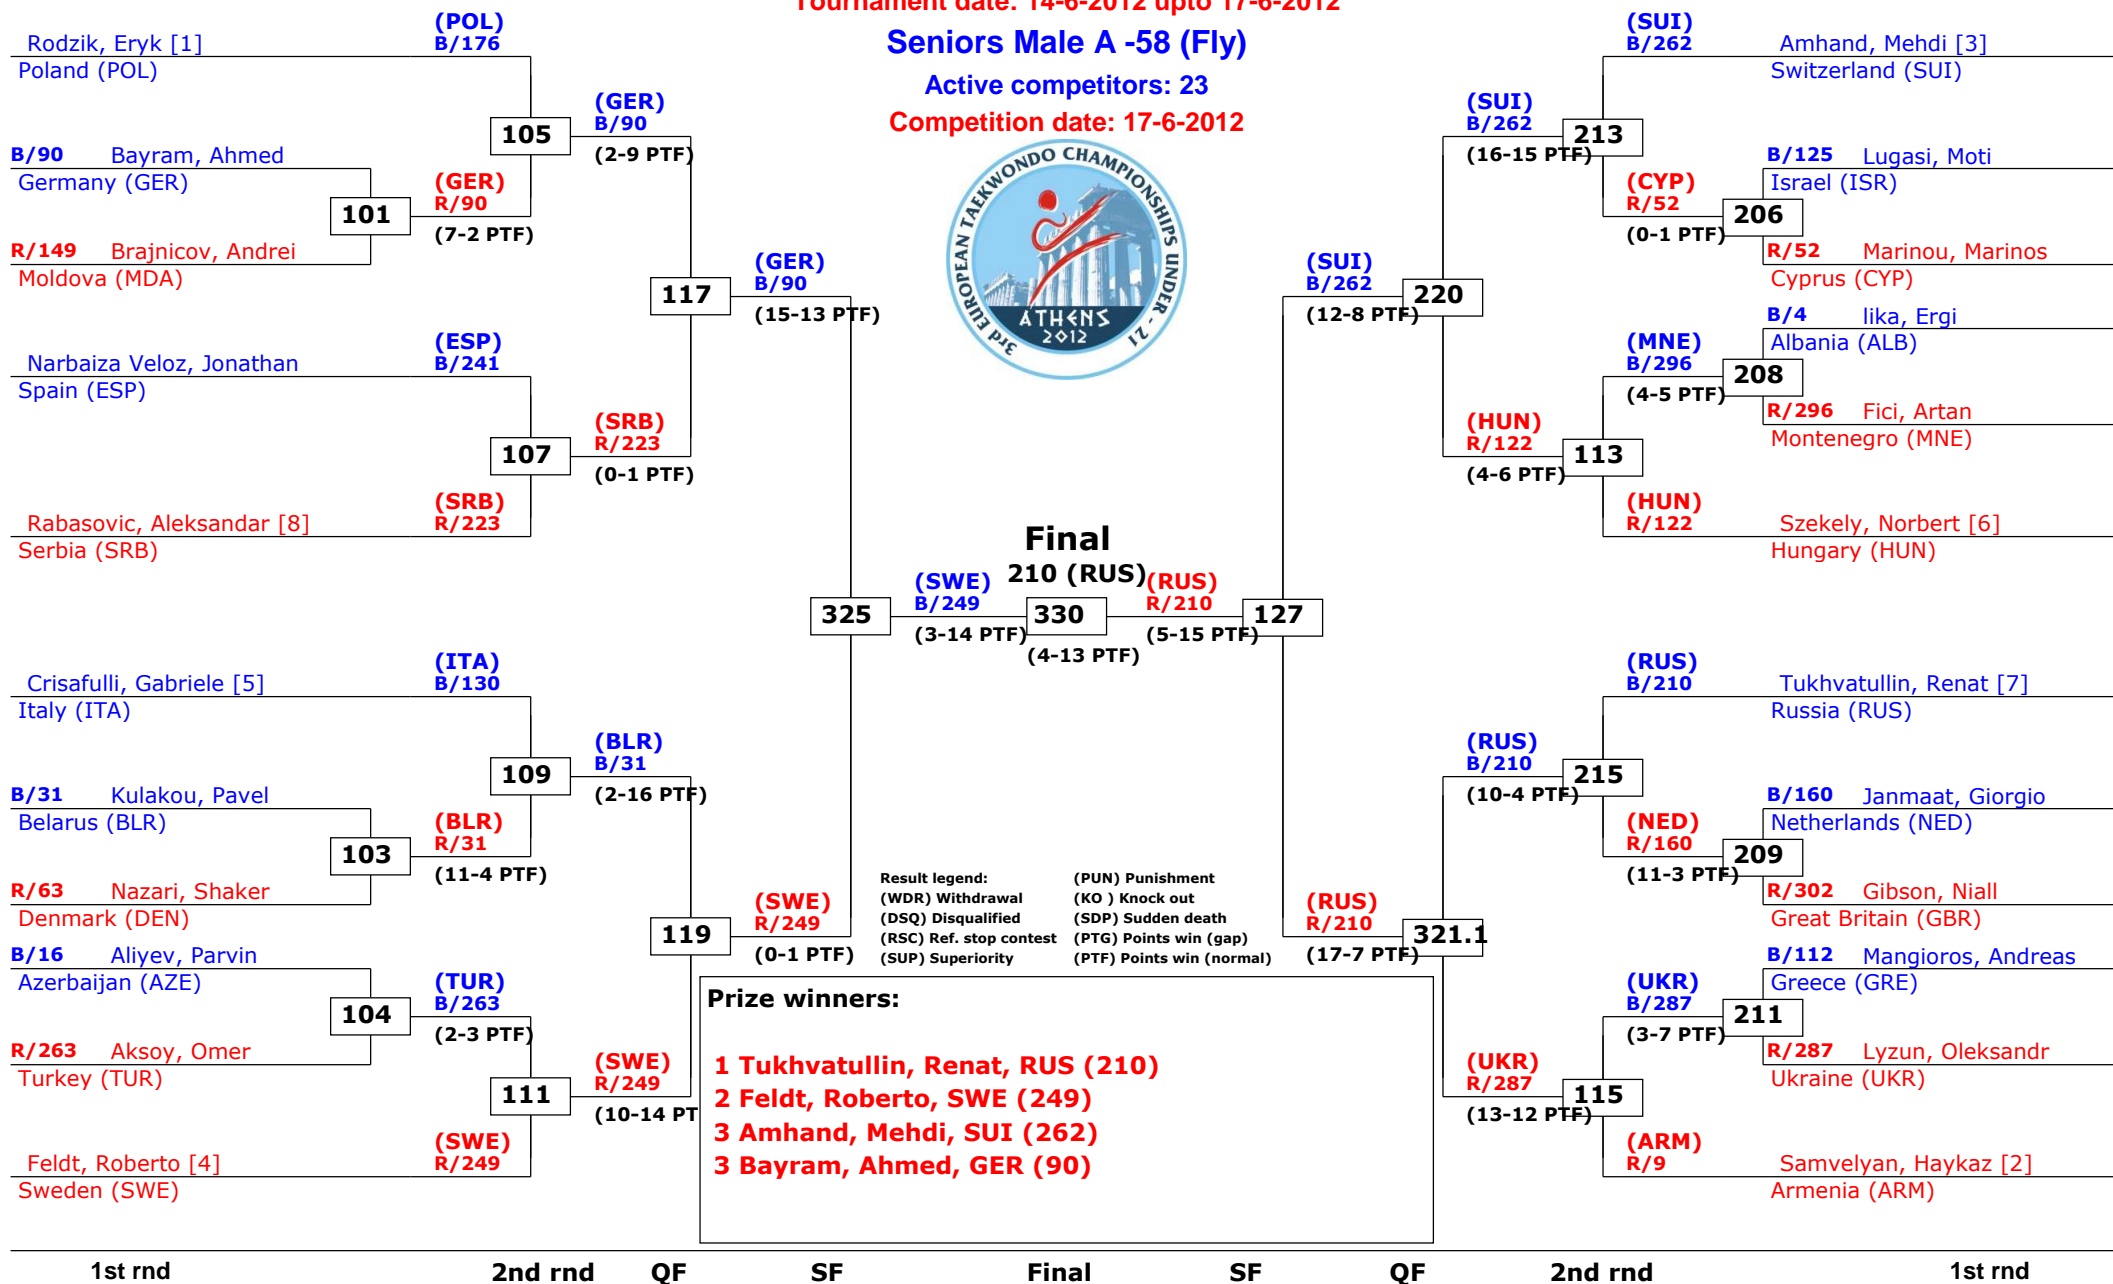 Tournament date: 14-6-2012 upto 17-6-2012
Seniors Male A -58 (Fly)
Active competitors: 23
Competition date: 17-6-2012
3rd EUROPEAN TAEKWONDO CHAMPIONSHIPS UNDER - 21
ATHENS
2012
Rodzik, Eryk [1]
Poland (POL)
(POL)
B/176
105
(GER)
B/90
(2-9 PTF)
B/90 Bayram, Ahmed
Germany (GER)
101
(GER)
R/90
(7-2 PTF)
R/149 Brajnicov, Andrei
Moldova (MDA)
117
(GER)
B/90
(15-13 PTF)
Narbaiza Veloz, Jonathan
Spain (ESP)
(ESP)
B/241
107
(SRB)
R/223
(0-1 PTF)
Rabasovic, Aleksandar [8]
Serbia (SRB)
(SRB)
R/223
325
(SWE)
B/249
(3-14 PTF)
Crisafulli, Gabriele [5]
Italy (ITA)
(ITA)
B/130
109
(BLR)
B/31
(2-16 PTF)
B/31 Kulakou, Pavel
Belarus (BLR)
103
(BLR)
R/31
(11-4 PTF)
R/63 Nazari, Shaker
Denmark (DEN)
119
(SWE)
R/249
(0-1 PTF)
B/16 Aliyev, Parvin
Azerbaijan (AZE)
104
(TUR)
B/263
(2-3 PTF)
R/263 Aksoy, Omer
Turkey (TUR)
111
(SWE)
R/249
(10-14 PT
Feldt, Roberto [4]
Sweden (SWE)
(SWE)
R/249
Final
210 (RUS)
330
(4-13 PTF)
(RUS)
R/210
(5-15 PTF)
127
(SUI)
B/262
Amhand, Mehdi [3]
Switzerland (SUI)
(SUI)
B/262
(16-15 PTF)
213
B/125 Lugasi, Moti
Israel (ISR)
(CYP)
R/52
(0-1 PTF)
206
R/52 Marinou, Marinos
Cyprus (CYP)
(SUI)
B/262
(12-8 PTF)
220
B/4 Iika, Ergi
Albania (ALB)
(MNE)
B/296
(4-5 PTF)
208
R/296 Fici, Artan
Montenegro (MNE)
(HUN)
R/122
(4-6 PTF)
113
(HUN)
R/122
Szekely, Norbert [6]
Hungary (HUN)
(RUS)
B/210
Tukhvatullin, Renat [7]
Russia (RUS)
(RUS)
B/210
(10-4 PTF)
215
B/160 Janmaat, Giorgio
Netherlands (NED)
(NED)
R/160
(11-3 PTF)
209
R/302 Gibson, Niall
Great Britain (GBR)
(RUS)
R/210
(17-7 PTF)
321.1
B/112 Mangioros, Andreas
Greece (GRE)
(UKR)
B/287
(3-7 PTF)
211
R/287 Lyzun, Oleksandr
Ukraine (UKR)
(UKR)
R/287
(13-12 PTF)
115
(ARM)
R/9
Samvelyan, Haykaz [2]
Armenia (ARM)
Result legend:
(WDR) Withdrawal
(DSQ) Disqualified
(RSC) Ref. stop contest
(SUP) Superiority
(PUN) Punishment
(KO ) Knock out
(SDP) Sudden death
(PTG) Points win (gap)
(PTF) Points win (normal)
Prize winners:
1 Tukhvatullin, Renat, RUS (210)
2 Feldt, Roberto, SWE (249)
3 Amhand, Mehdi, SUI (262)
3 Bayram, Ahmed, GER (90)
1st rnd 2nd rnd QF SF Final SF QF 2nd rnd 1st rnd